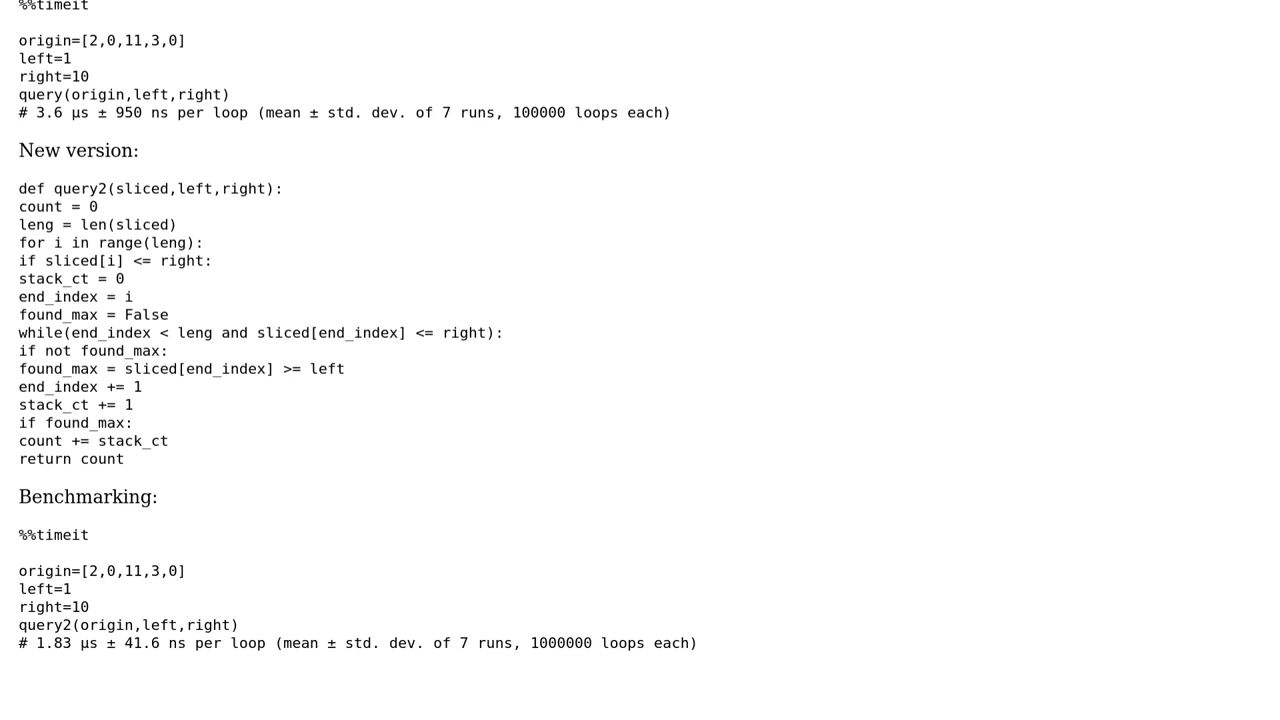 %%timeit
origin=[2,0,11,3,0]
left=1
right=10
query(origin,left,right)
# 3.6 µs ± 950 ns per loop (mean ± std. dev. of 7 runs, 100000 loops each)
New version:
def query2(sliced,left,right):
count = 0
leng = len(sliced)
for i in range(leng):
if sliced[i] <= right:
stack_ct = 0
end_index = i
found_max = False
while(end_index < leng and sliced[end_index] <= right):
if not found_max:
found_max = sliced[end_index] >= left
end_index += 1
stack_ct += 1
if found_max:
count += stack_ct
return count
Benchmarking:
%%timeit
origin=[2,0,11,3,0]
left=1
right=10
query2(origin,left,right)
# 1.83 µs ± 41.6 ns per loop (mean ± std. dev. of 7 runs, 1000000 loops each)